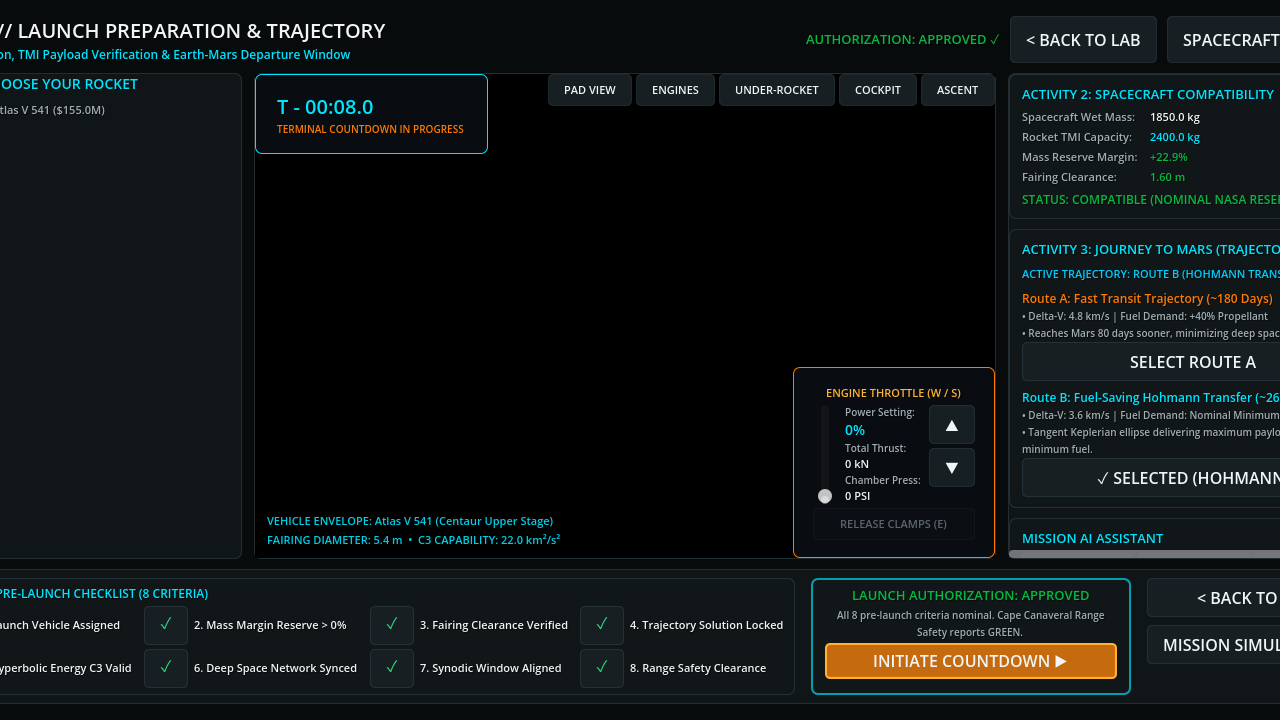 // LAUNCH PREPARATION & TRAJECTORY
on, TMI Payload Verification & Earth-Mars Departure Window
AUTHORIZATION: APPROVED ✓
< BACK TO LAB
SPACECRAFT
OOSE YOUR ROCKET
tlas V 541 ($155.0M)
T - 00:08.0
TERMINAL COUNTDOWN IN PROGRESS
PAD VIEW
ENGINES
UNDER-ROCKET
COCKPIT
ASCENT
ENGINE THROTTLE (W / S)
Power Setting:
0%
Total Thrust:
0 kN
Chamber Press:
0 PSI
▲
▼
RELEASE CLAMPS (E)
VEHICLE ENVELOPE: Atlas V 541 (Centaur Upper Stage)
FAIRING DIAMETER: 5.4 m • C3 CAPABILITY: 22.0 km²/s²
ACTIVITY 2: SPACECRAFT COMPATIBILITY
Spacecraft Wet Mass: 1850.0 kg
Rocket TMI Capacity: 2400.0 kg
Mass Reserve Margin: +22.9%
Fairing Clearance: 1.60 m
STATUS: COMPATIBLE (NOMINAL NASA RESE
ACTIVITY 3: JOURNEY TO MARS (TRAJECTO
ACTIVE TRAJECTORY: ROUTE B (HOHMANN TRANS
Route A: Fast Transit Trajectory (~180 Days)
• Delta-V: 4.8 km/s | Fuel Demand: +40% Propellant
• Reaches Mars 80 days sooner, minimizing deep spac
SELECT ROUTE A
Route B: Fuel-Saving Hohmann Transfer (~26
• Delta-V: 3.6 km/s | Fuel Demand: Nominal Minimum
• Tangent Keplerian ellipse delivering maximum paylo
minimum fuel.
✓ SELECTED (HOHMANN
MISSION AI ASSISTANT
PRE-LAUNCH CHECKLIST (8 CRITERIA)
aunch Vehicle Assigned
✓ 2. Mass Margin Reserve > 0%
✓ 3. Fairing Clearance Verified
✓ 4. Trajectory Solution Locked
yperbolic Energy C3 Valid
✓ 6. Deep Space Network Synced
✓ 7. Synodic Window Aligned
✓ 8. Range Safety Clearance
LAUNCH AUTHORIZATION: APPROVED
All 8 pre-launch criteria nominal. Cape Canaveral Range
Safety reports GREEN.
INITIATE COUNTDOWN ▶
< BACK TO
MISSION SIMUL